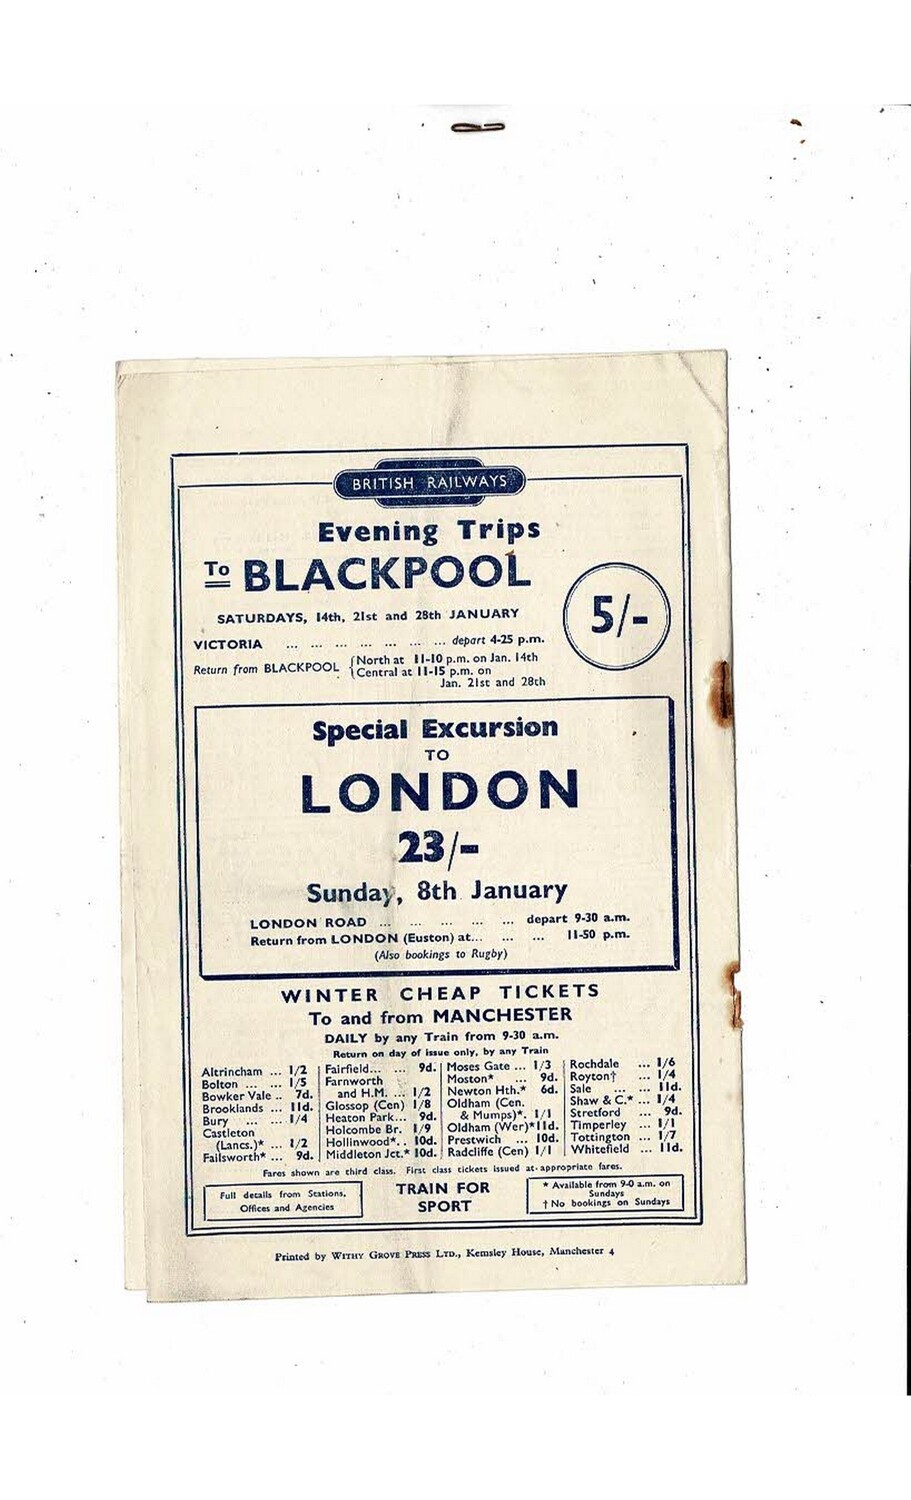 BRITISH RAILWAYS
Evening Trips
To BLACKPOOL
5/-
SATURDAYS, 14th, 21st and 28th JANUARY
VICTORIA ... ... ... ... ... ... ... depart 4-25 p.m.
Return from BLACKPOOL { North at 11-10 p.m. on Jan. 14th
Central at 11-15 p.m. on
Jan. 21st and 28th
Special Excursion
TO
LONDON
23/-
Sunday, 8th January
LONDON ROAD ... ... ... ... ... depart 9-30 a.m.
Return from LONDON (Euston) at... ... ... 11-50 p.m.
(Also bookings to Rugby)
WINTER CHEAP TICKETS
To and from MANCHESTER
DAILY by any Train from 9-30 a.m.
Return on day of issue only, by any Train
Altrincham ... 1/2
Bolton ... ... 1/5
Bowker Vale .. 7d.
Brooklands ... 11d.
Bury ... ... 1/4
Castleton
(Lancs.)* ... 1/2
Failsworth* ... 9d.
Fairfield... ... 9d.
Farnworth
and H.M. ... 1/2
Glossop (Cen) 1/8
Heaton Park... 9d.
Holcombe Br. 1/9
Hollinwood*.. 10d.
Middleton Jct.* 10d.
Moses Gate ... 1/3
Moston* ... 9d.
Newton Hth.* 6d.
Oldham (Cen.
& Mumps)*. 1/1
Oldham (Wer)* 11d.
Prestwich ... 10d.
Radcliffe (Cen) 1/1
Rochdale ... 1/6
Royton† ... 1/4
Sale ... ... 11d.
Shaw & C.* ... 1/4
Stretford ... 9d.
Timperley ... 1/1
Tottington ... 1/7
Whitefield ... 11d.
Fares shown are third class. First class tickets issued at appropriate fares.
Full details from Stations,
Offices and Agencies
TRAIN FOR
SPORT
* Available from 9-0 a.m. on
Sundays
† No bookings on Sundays
Printed by WITHY GROVE PRESS LTD., Kemsley House, Manchester 4